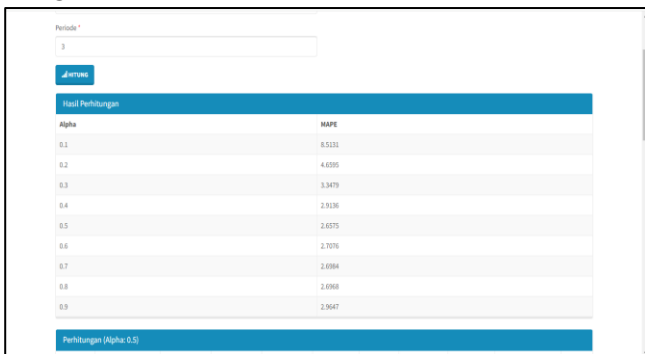 Periode *
3
HITUNG
Hasil Perhitungan
Alpha MAPE
0.1 8.5131
0.2 4.6595
0.3 3.3479
0.4 2.9136
0.5 2.6575
0.6 2.7076
0.7 2.6984
0.8 2.6968
0.9 2.9647
Perhitungan (Alpha: 0.5)